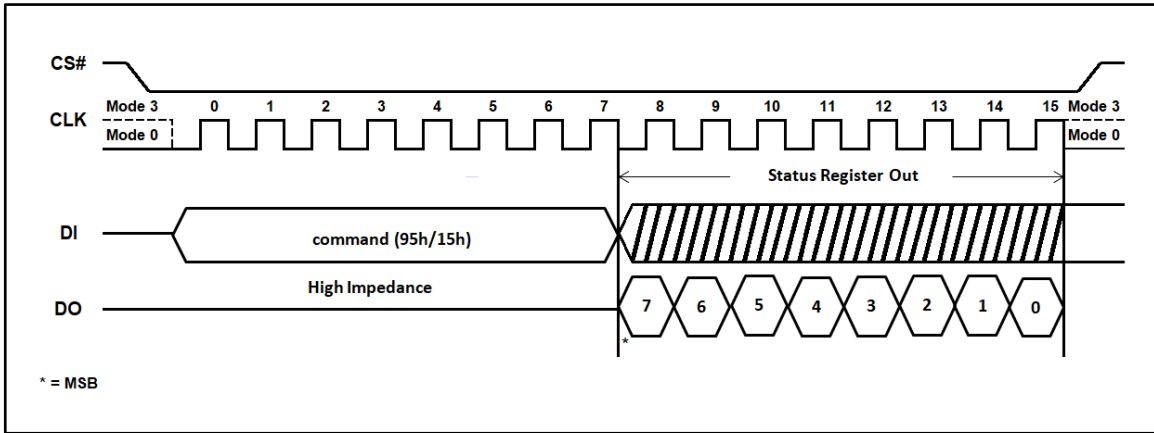 CS#
Mode 3 0 1 2 3 4 5 6 7 8 9 10 11 12 13 14 15 Mode 3
CLK
Mode 0 Mode 0
Status Register Out
DI command (95h/15h)
High Impedance
DO 7 6 5 4 3 2 1 0
*
* = MSB